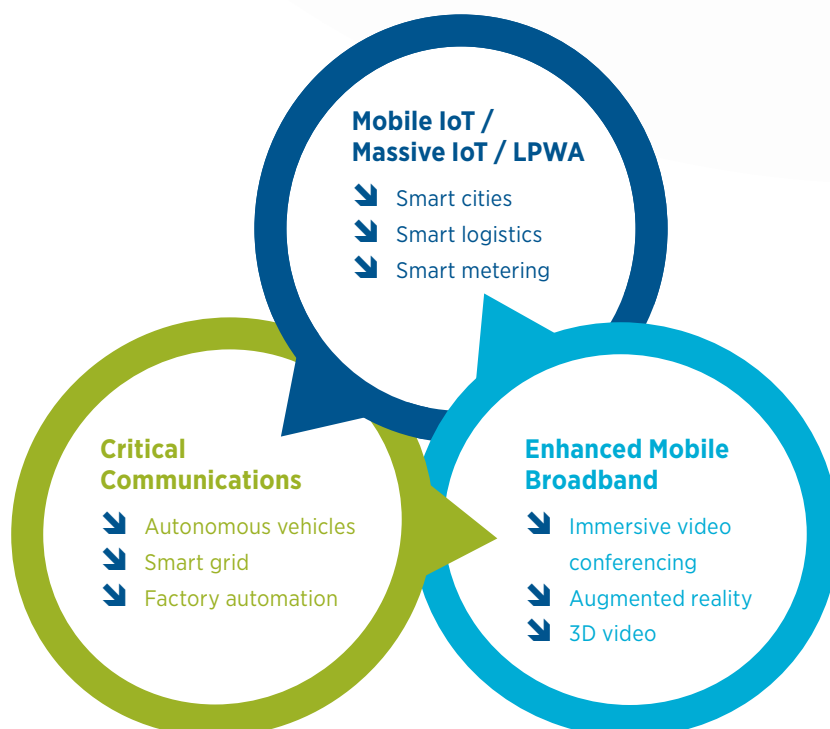 Mobile IoT /
Massive IoT / LPWA
Smart cities
Smart logistics
Smart metering
Critical
Communications
Autonomous vehicles
Smart grid
Factory automation
Enhanced Mobile
Broadband
Immersive video
conferencing
Augmented reality
3D video